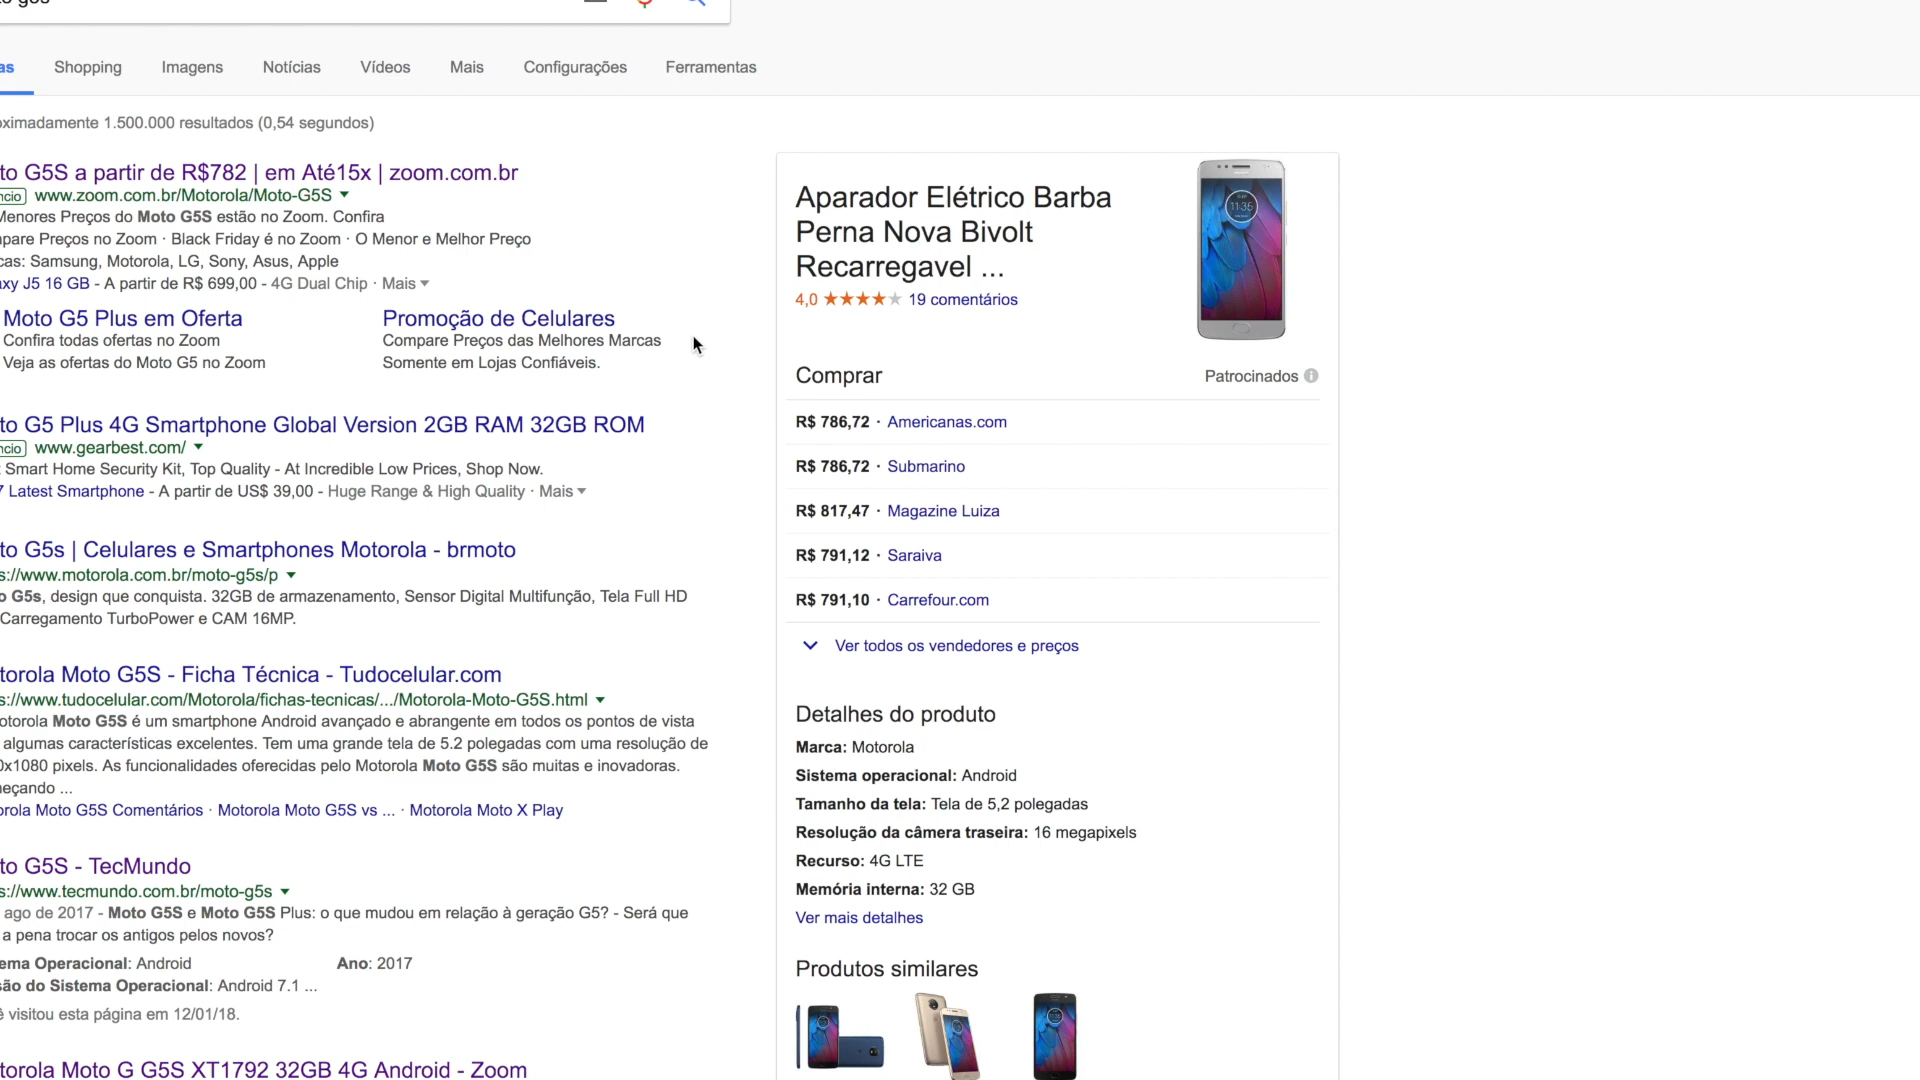 as Shopping Imagens Notícias Vídeos Mais Configurações Ferramentas
oximadamente 1.500.000 resultados (0,54 segundos)
to G5S a partir de R$782 | em Até15x | zoom.com.br
ncio www.zoom.com.br/Motorola/Moto-G5S
Menores Preços do Moto G5S estão no Zoom. Confira
npare Preços no Zoom · Black Friday é no Zoom · O Menor e Melhor Preço
cas: Samsung, Motorola, LG, Sony, Asus, Apple
axy J5 16 GB - A partir de R$ 699,00 - 4G Dual Chip · Mais
Moto G5 Plus em Oferta
Confira todas ofertas no Zoom
Veja as ofertas do Moto G5 no Zoom
Promoção de Celulares
Compare Preços das Melhores Marcas
Somente em Lojas Confiáveis.
to G5 Plus 4G Smartphone Global Version 2GB RAM 32GB ROM
ncio www.gearbest.com/
Smart Home Security Kit, Top Quality - At Incredible Low Prices, Shop Now.
7 Latest Smartphone - A partir de US$ 39,00 - Huge Range & High Quality · Mais
to G5s | Celulares e Smartphones Motorola - brmoto
s://www.motorola.com.br/moto-g5s/p
o G5s, design que conquista. 32GB de armazenamento, Sensor Digital Multifunção, Tela Full HD
Carregamento TurboPower e CAM 16MP.
torola Moto G5S - Ficha Técnica - Tudocelular.com
s://www.tudocelular.com/Motorola/fichas-tecnicas/.../Motorola-Moto-G5S.html
otorola Moto G5S é um smartphone Android avançado e abrangente em todos os pontos de vista
algumas características excelentes. Tem uma grande tela de 5.2 polegadas com uma resolução de
0x1080 pixels. As funcionalidades oferecidas pelo Motorola Moto G5S são muitas e inovadoras.
neçando ...
orola Moto G5S Comentários · Motorola Moto G5S vs ... · Motorola Moto X Play
to G5S - TecMundo
s://www.tecmundo.com.br/moto-g5s
ago de 2017 - Moto G5S e Moto G5S Plus: o que mudou em relação à geração G5? - Será que
a pena trocar os antigos pelos novos?
ema Operacional: Android Ano: 2017
são do Sistema Operacional: Android 7.1 ...
ê visitou esta página em 12/01/18.
torola Moto G G5S XT1792 32GB 4G Android - Zoom
Aparador Elétrico Barba
Perna Nova Bivolt
Recarregavel ...
4,0 19 comentários
11:35
Comprar Patrocinados
R$ 786,72 · Americanas.com
R$ 786,72 · Submarino
R$ 817,47 · Magazine Luiza
R$ 791,12 · Saraiva
R$ 791,10 · Carrefour.com
Ver todos os vendedores e preços
Detalhes do produto
Marca: Motorola
Sistema operacional: Android
Tamanho da tela: Tela de 5,2 polegadas
Resolução da câmera traseira: 16 megapixels
Recurso: 4G LTE
Memória interna: 32 GB
Ver mais detalhes
Produtos similares